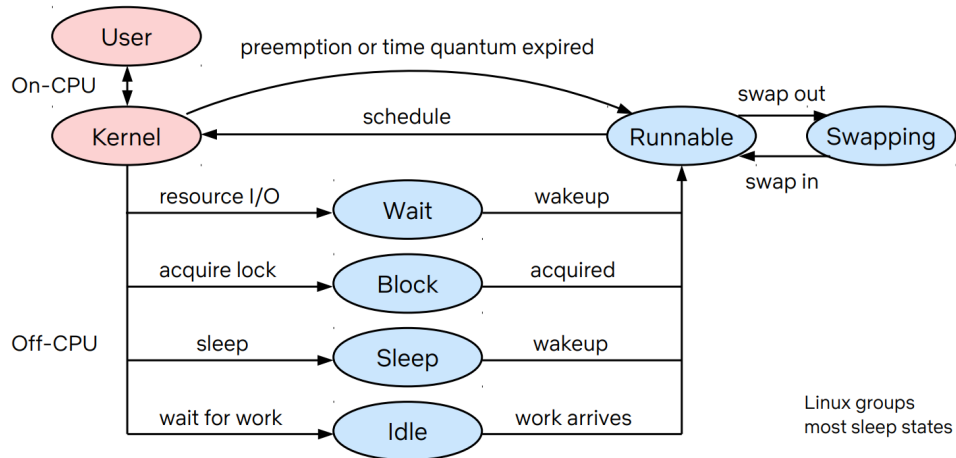 User
preemption or time quantum expired
On-CPU
swap out
schedule
Kernel
Runnable
Swapping
swap in
resource I/O
Wait
wakeup
acquire lock
Block
acquired
Off-CPU
sleep
Sleep
wakeup
wait for work
Idle
work arrives
Linux groups
most sleep states